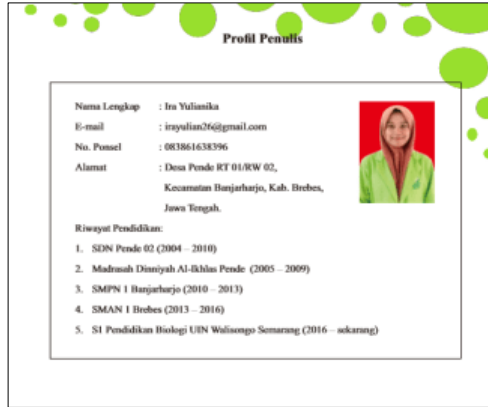 Profil Penulis
Nama Lengkap : Ira Yulianika
E-mail : irayulian26@gmail.com
No. Ponsel : 083861638396
Alamat : Desa Pende RT 01/RW 02,
Kecamatan Banjarharjo, Kab. Brebes,
Jawa Tengah.
Riwayat Pendidikan:
1. SDN Pende 02 (2004 – 2010)
2. Madrasah Dinniyah Al-Ikhlas Pende (2005 – 2009)
3. SMPN 1 Banjarharjo (2010 – 2013)
4. SMAN 1 Brebes (2013 – 2016)
5. S1 Pendidikan Biologi UIN Walisongo Semarang (2016 – sekarang)